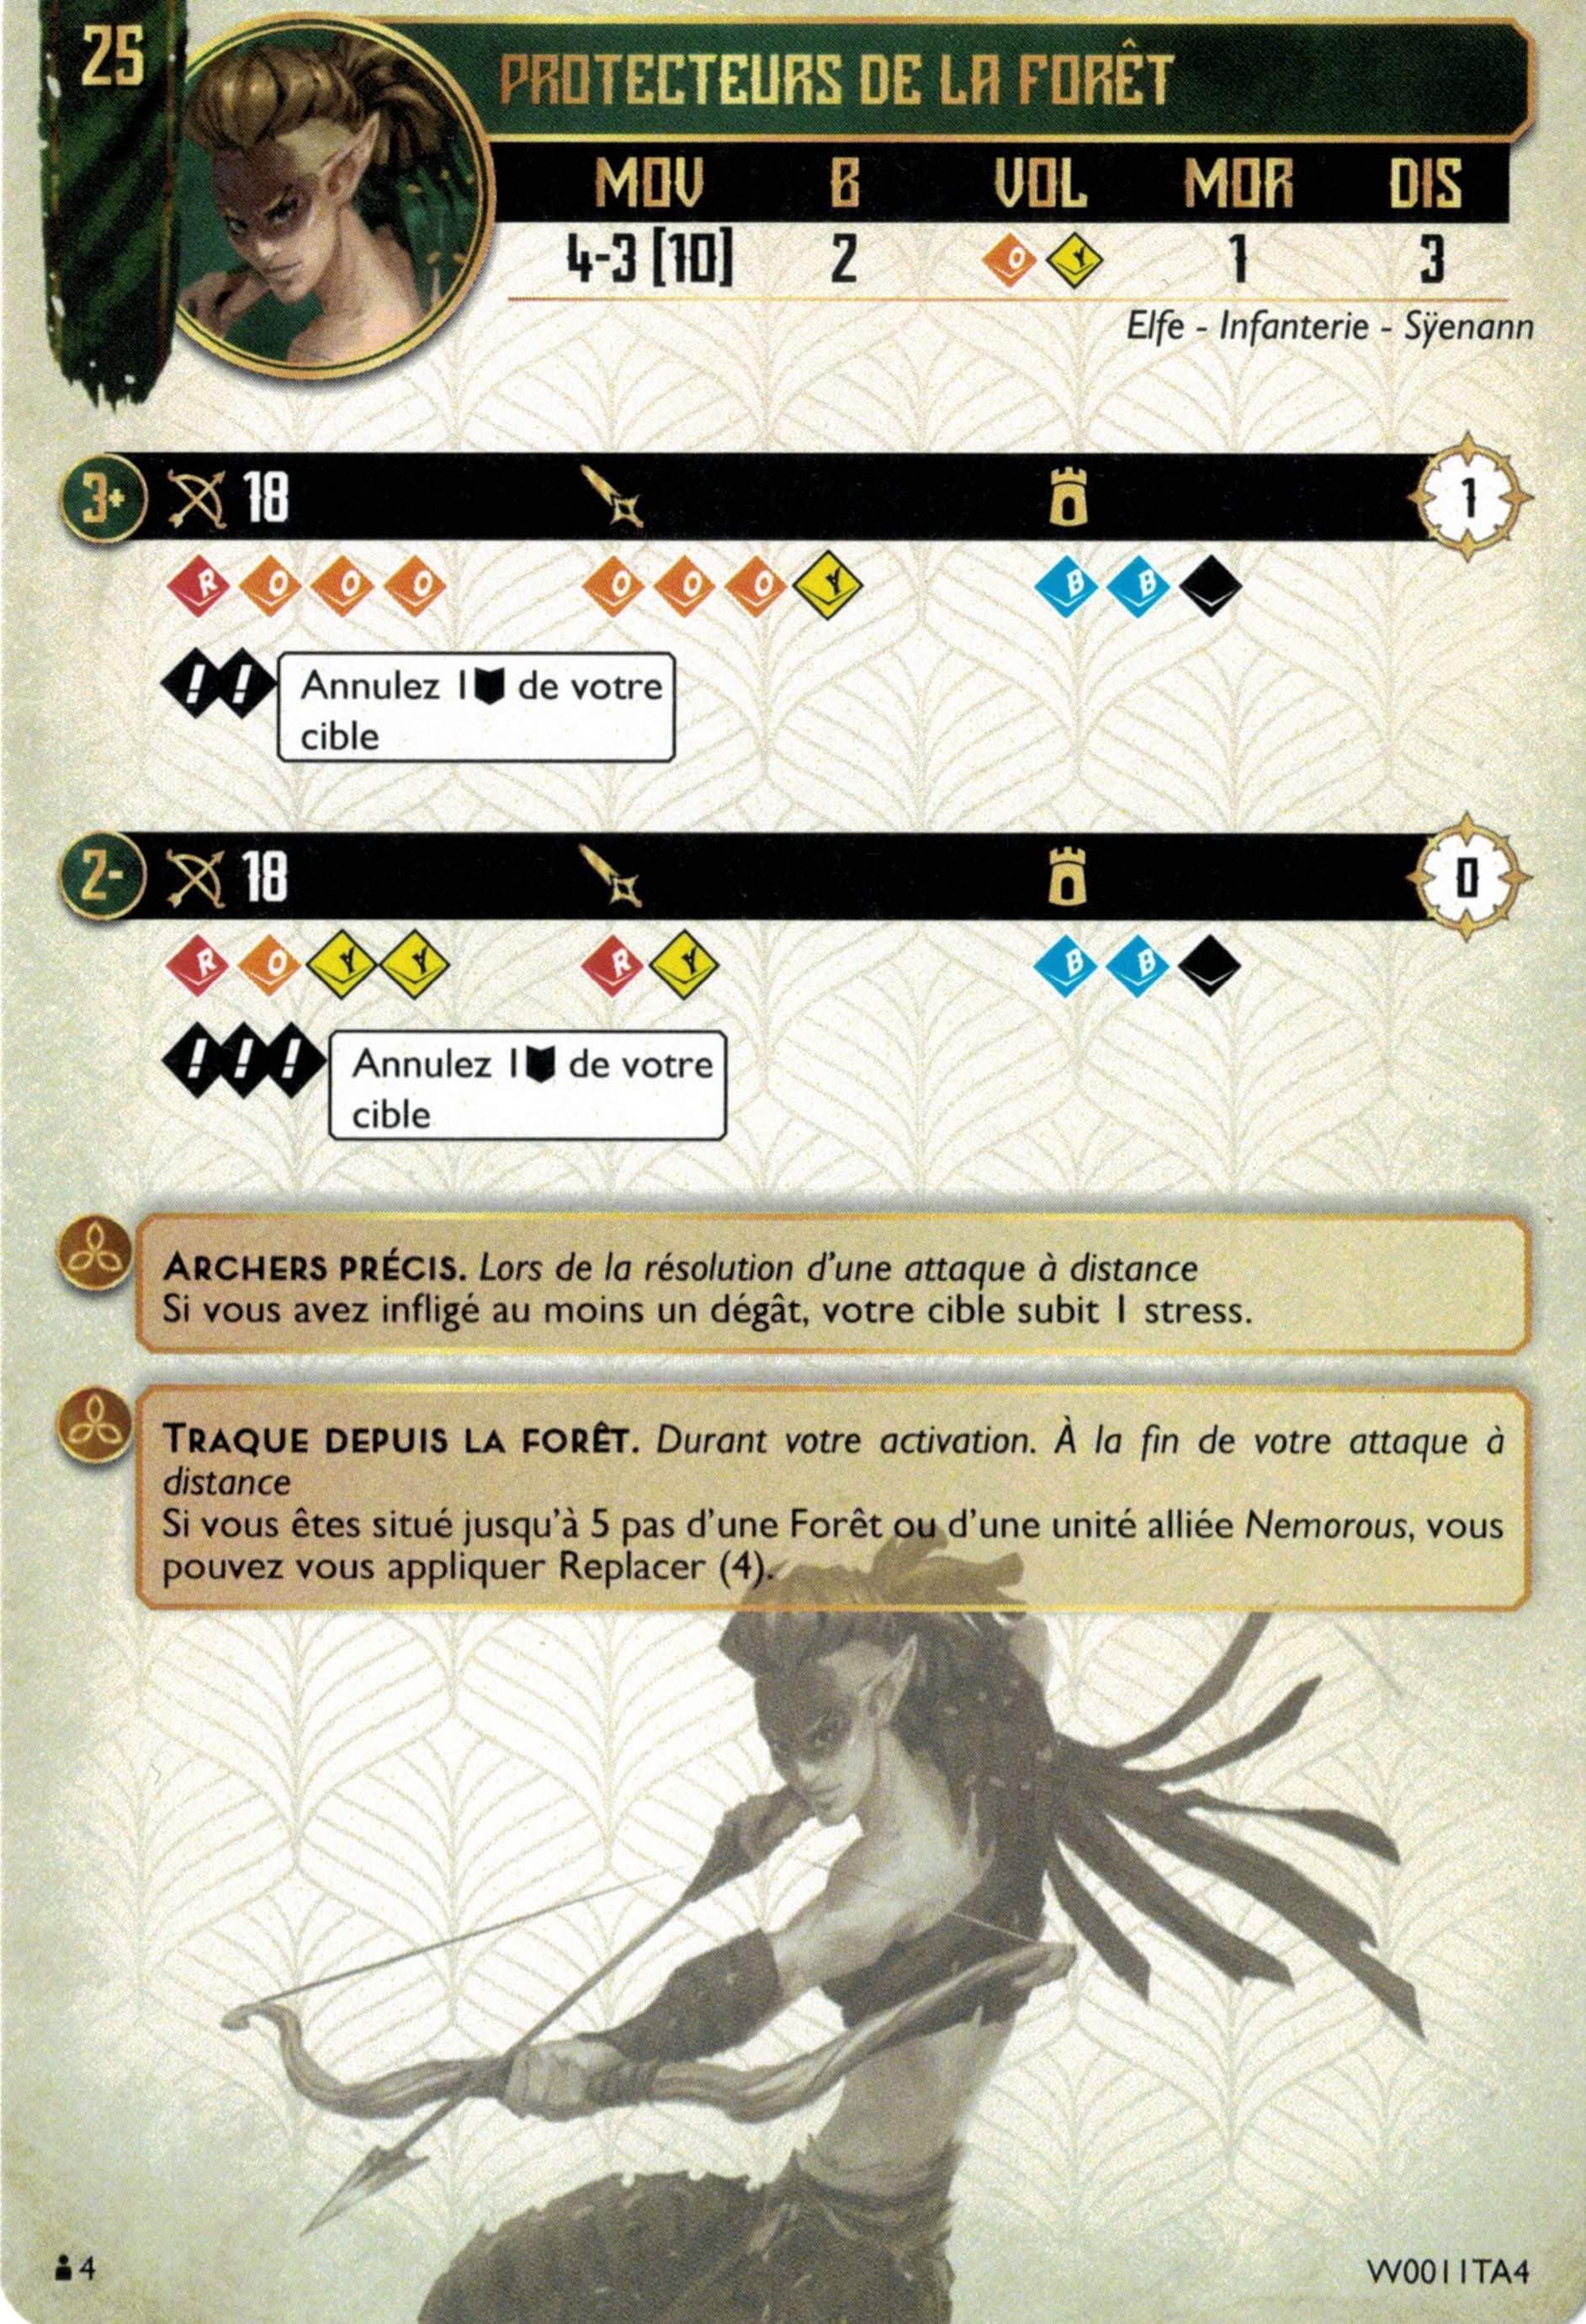 25
PROTECTEURS DE LA FORÊT
MOV B VOL MOR DIS
4-3 [10] 2 O Y 1 3
Elfe - Infanterie - Sÿenann
3+ 18 1
R O O O O O O Y B B
!! Annulez 1 de votre
cible
2- 18 0
R O Y Y R Y B B
!!! Annulez 1 de votre
cible
ARCHERS PRÉCIS. Lors de la résolution d'une attaque à distance
Si vous avez infligé au moins un dégât, votre cible subit 1 stress.
TRAQUE DEPUIS LA FORÊT. Durant votre activation. À la fin de votre attaque à
distance
Si vous êtes situé jusqu'à 5 pas d'une Forêt ou d'une unité alliée Nemorous, vous
pouvez vous appliquer Replacer (4).
4
W0011TA4